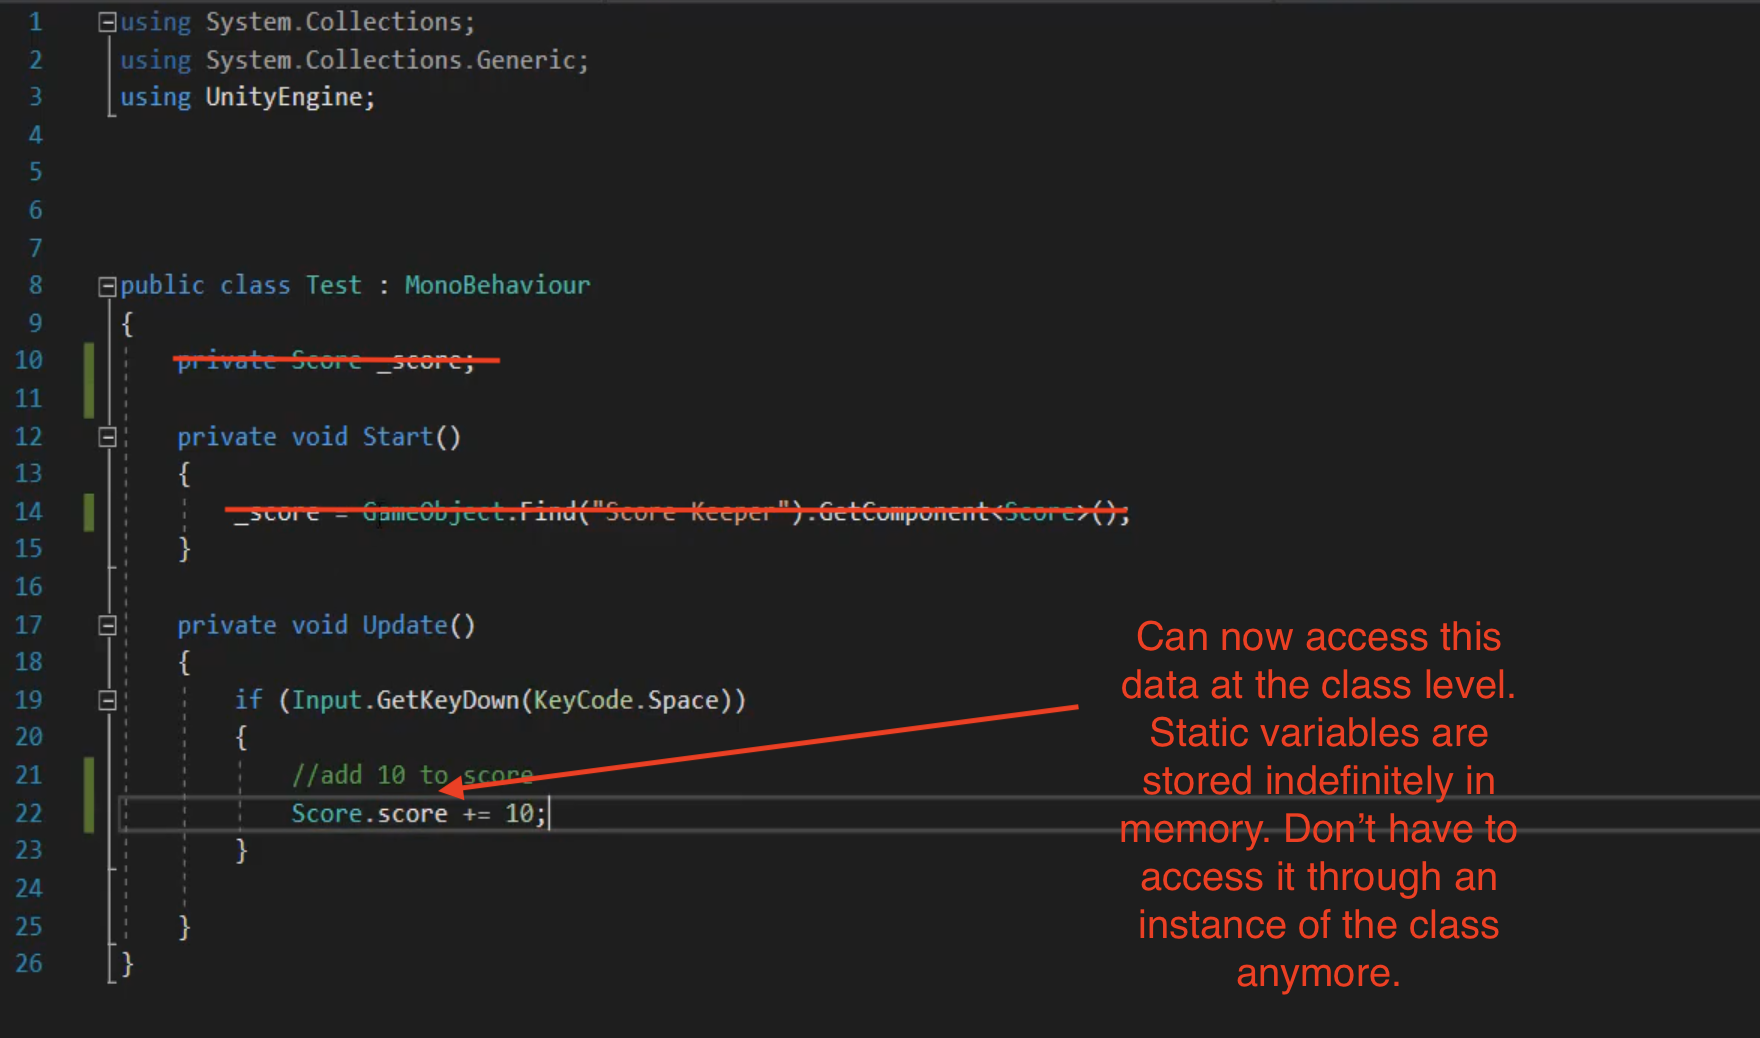 1 using System.Collections;
2 using System.Collections.Generic;
3 using UnityEngine;
4
5
6
7
8 public class Test : MonoBehaviour
9 {
10 private Score _score;
11
12 private void Start()
13 {
14 _score = GameObject.Find("Score Keeper").GetComponent<Score>();
15 }
16
17 private void Update()
18 {
19 if (Input.GetKeyDown(KeyCode.Space))
20 {
21 //add 10 to score
22 Score.score += 10;
23 }
24
25 }
26 }
Can now access this
data at the class level.
Static variables are
stored indefinitely in
memory. Don't have to
access it through an
instance of the class
anymore.